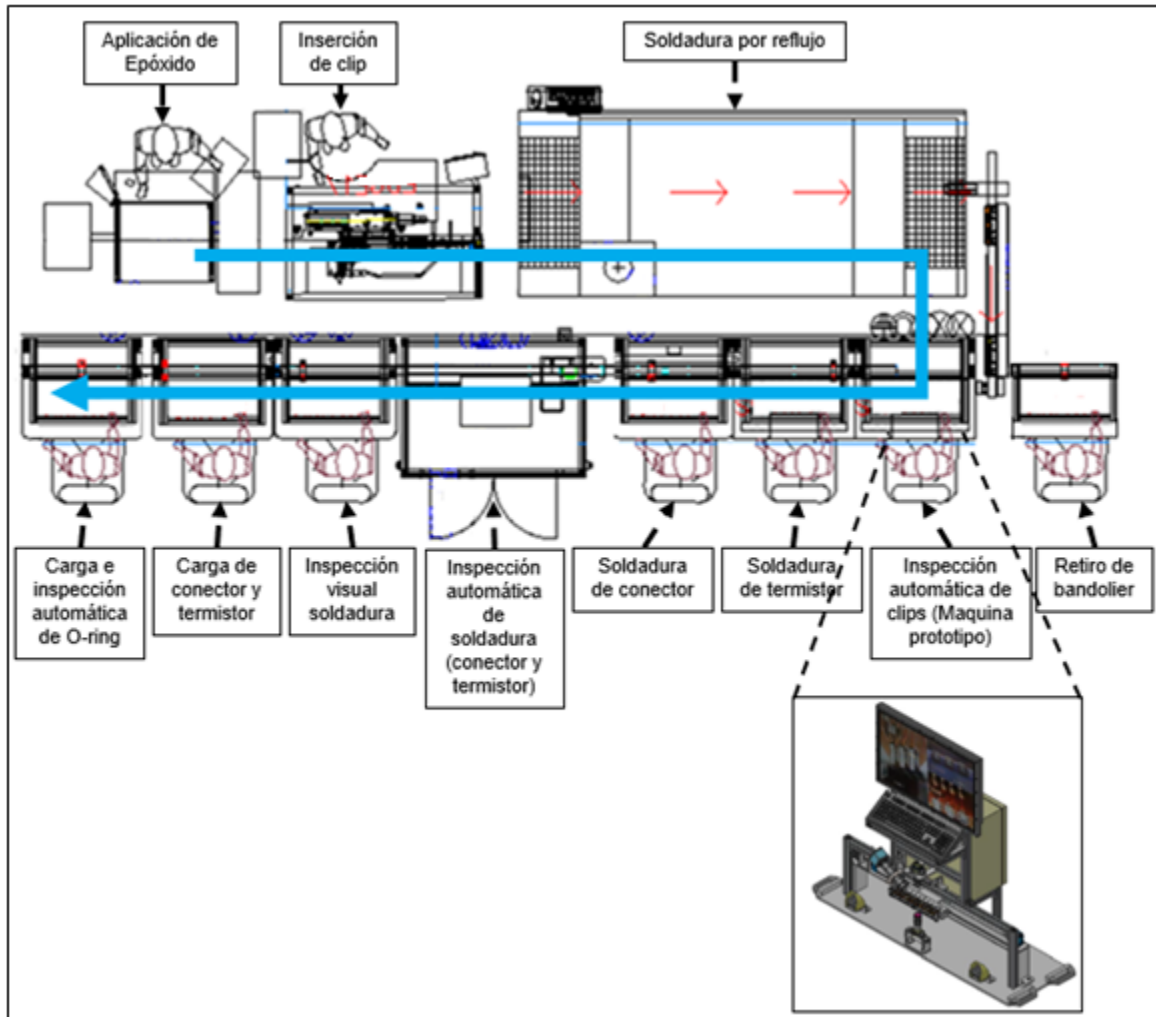 Aplicación de
Epóxido
Inserción
de clip
Soldadura por reflujo
Carga e
inspección
automática
de O-ring
Carga de
conector y
termistor
Inspección
visual
soldadura
Inspección
automática
de
soldadura
(conector y
termistor)
Soldadura
de conector
Soldadura
de termistor
Inspección
automática de
clips (Maquina
prototipo)
Retiro de
bandolier